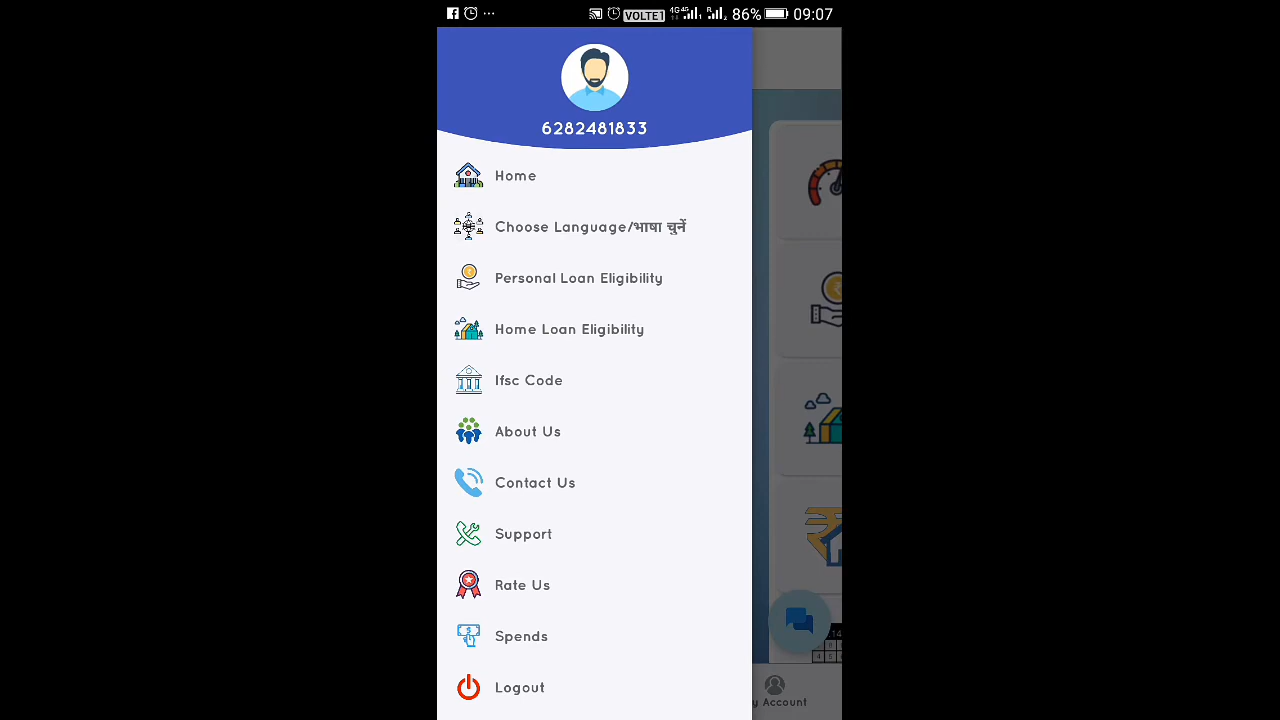 VOLTE1 86% 09:07
6282481833
Home
Choose Language/भाषा चुनें
Personal Loan Eligibility
Home Loan Eligibility
Ifsc Code
About Us
Contact Us
Support
Rate Us
Spends
Logout
Account